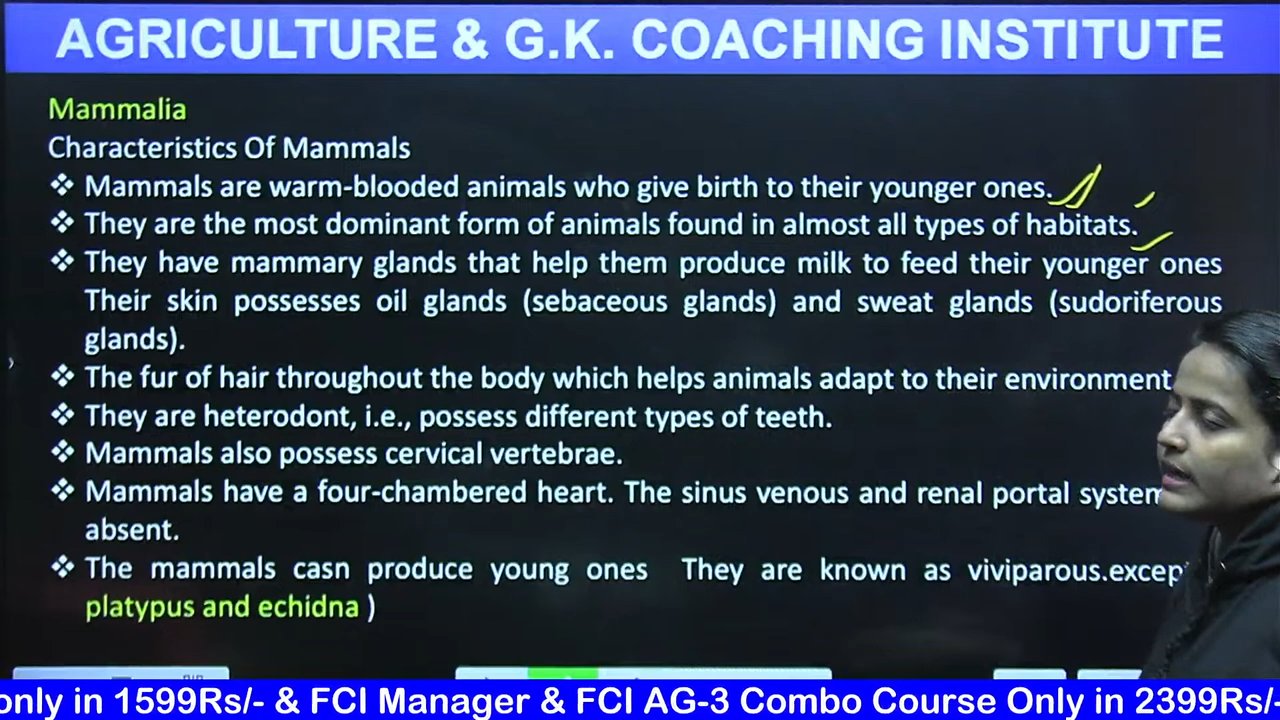 AGRICULTURE & G.K. COACHING INSTITUTE
Mammalia
Characteristics Of Mammals
❖ Mammals are warm-blooded animals who give birth to their younger ones.
❖ They are the most dominant form of animals found in almost all types of habitats.
❖ They have mammary glands that help them produce milk to feed their younger ones
Their skin possesses oil glands (sebaceous glands) and sweat glands (sudoriferous
glands).
❖ The fur of hair throughout the body which helps animals adapt to their environment
❖ They are heterodont, i.e., possess different types of teeth.
❖ Mammals also possess cervical vertebrae.
❖ Mammals have a four-chambered heart. The sinus venous and renal portal system
absent.
❖ The mammals casn produce young ones They are known as viviparous.excep
platypus and echidna )
only in 1599Rs/- & FCI Manager & FCI AG-3 Combo Course Only in 2399Rs/-